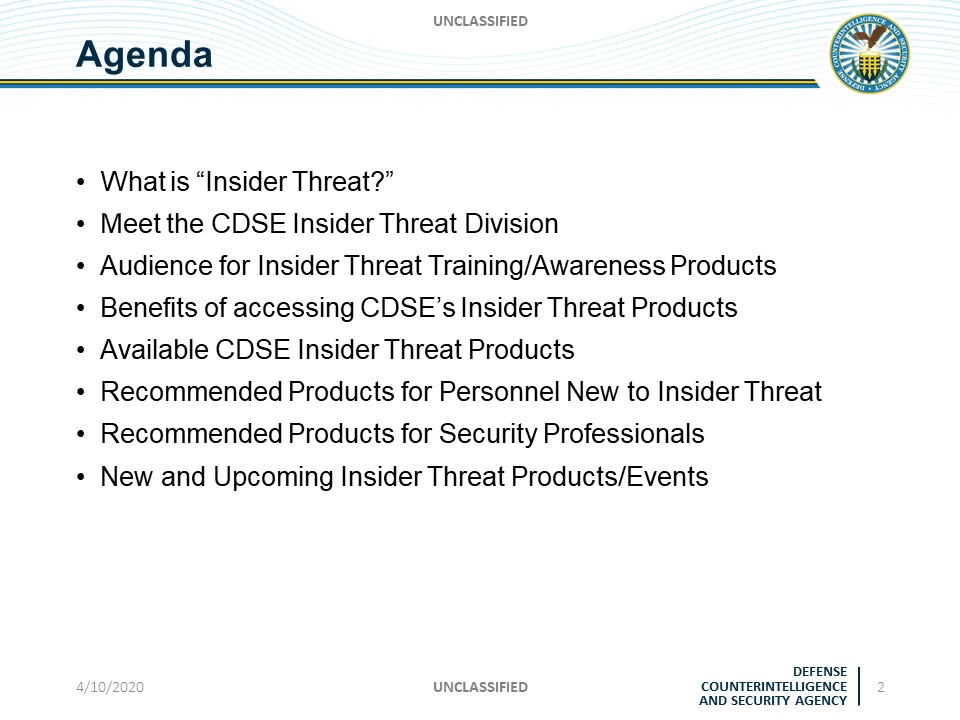 UNCLASSIFIED
Agenda
DEFENSE COUNTERINTELLIGENCE AND SECURITY AGENCY
• What is “Insider Threat?”
• Meet the CDSE Insider Threat Division
• Audience for Insider Threat Training/Awareness Products
• Benefits of accessing CDSE’s Insider Threat Products
• Available CDSE Insider Threat Products
• Recommended Products for Personnel New to Insider Threat
• Recommended Products for Security Professionals
• New and Upcoming Insider Threat Products/Events
4/10/2020
UNCLASSIFIED
DEFENSE
COUNTERINTELLIGENCE
AND SECURITY AGENCY
2